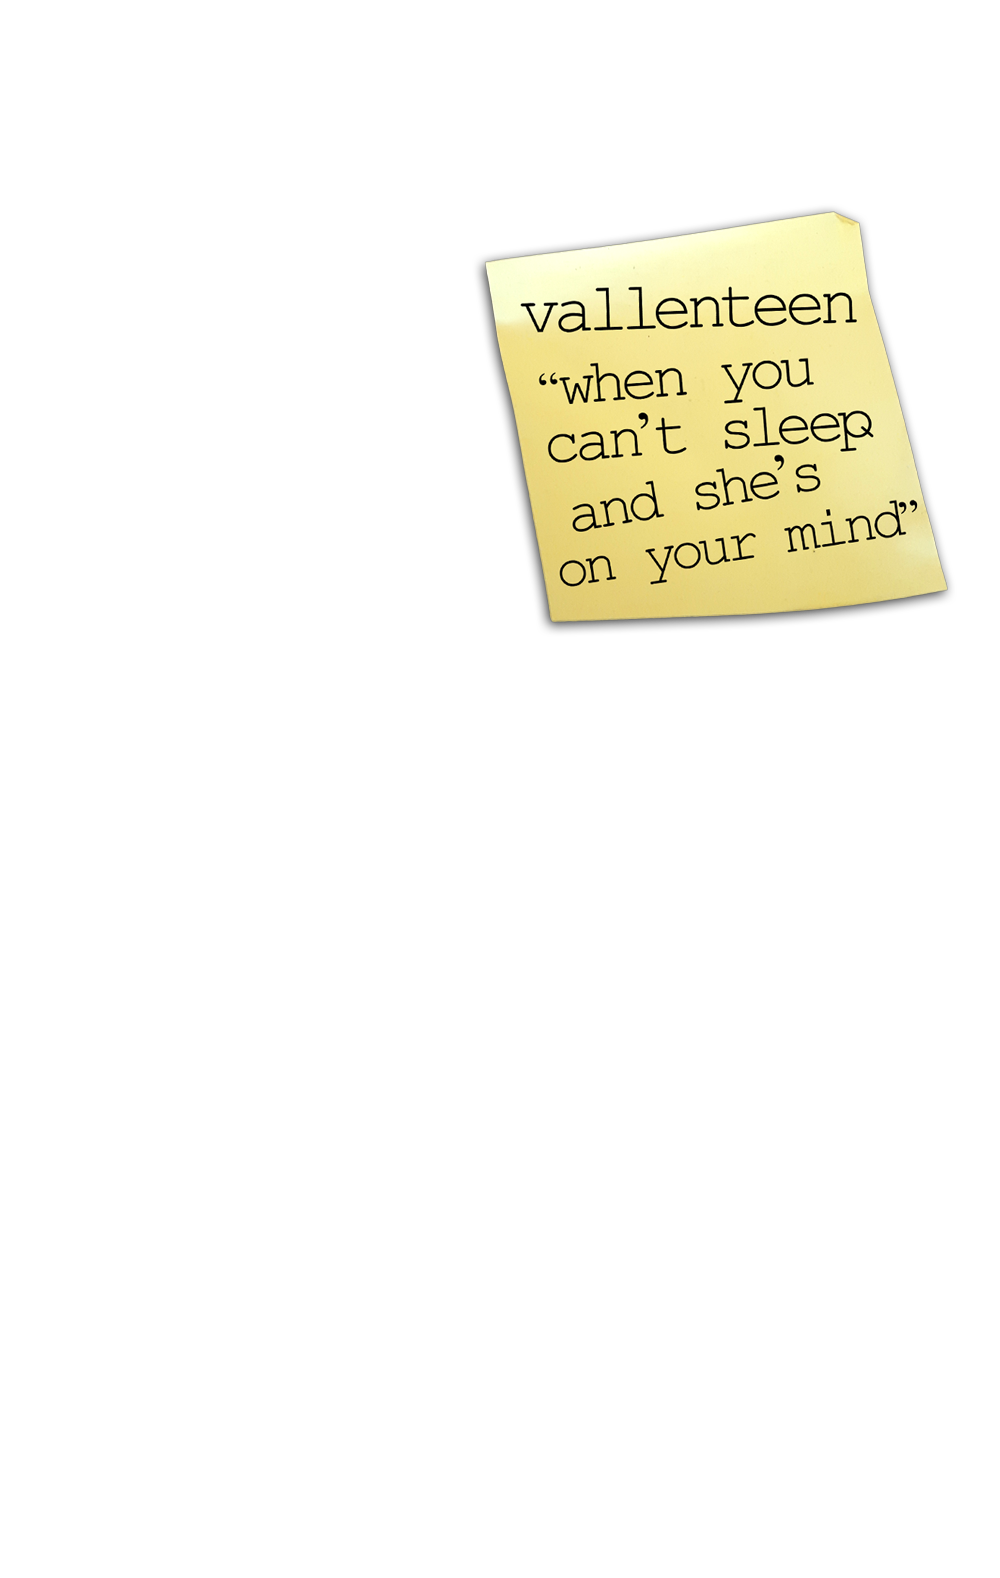 vallenteen
“when you
can’t sleep
and she’s
on your mind”